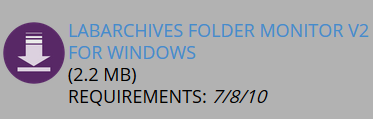 LABARCHIVES FOLDER MONITOR V2
FOR WINDOWS
(2.2 MB)
REQUIREMENTS: 7/8/10